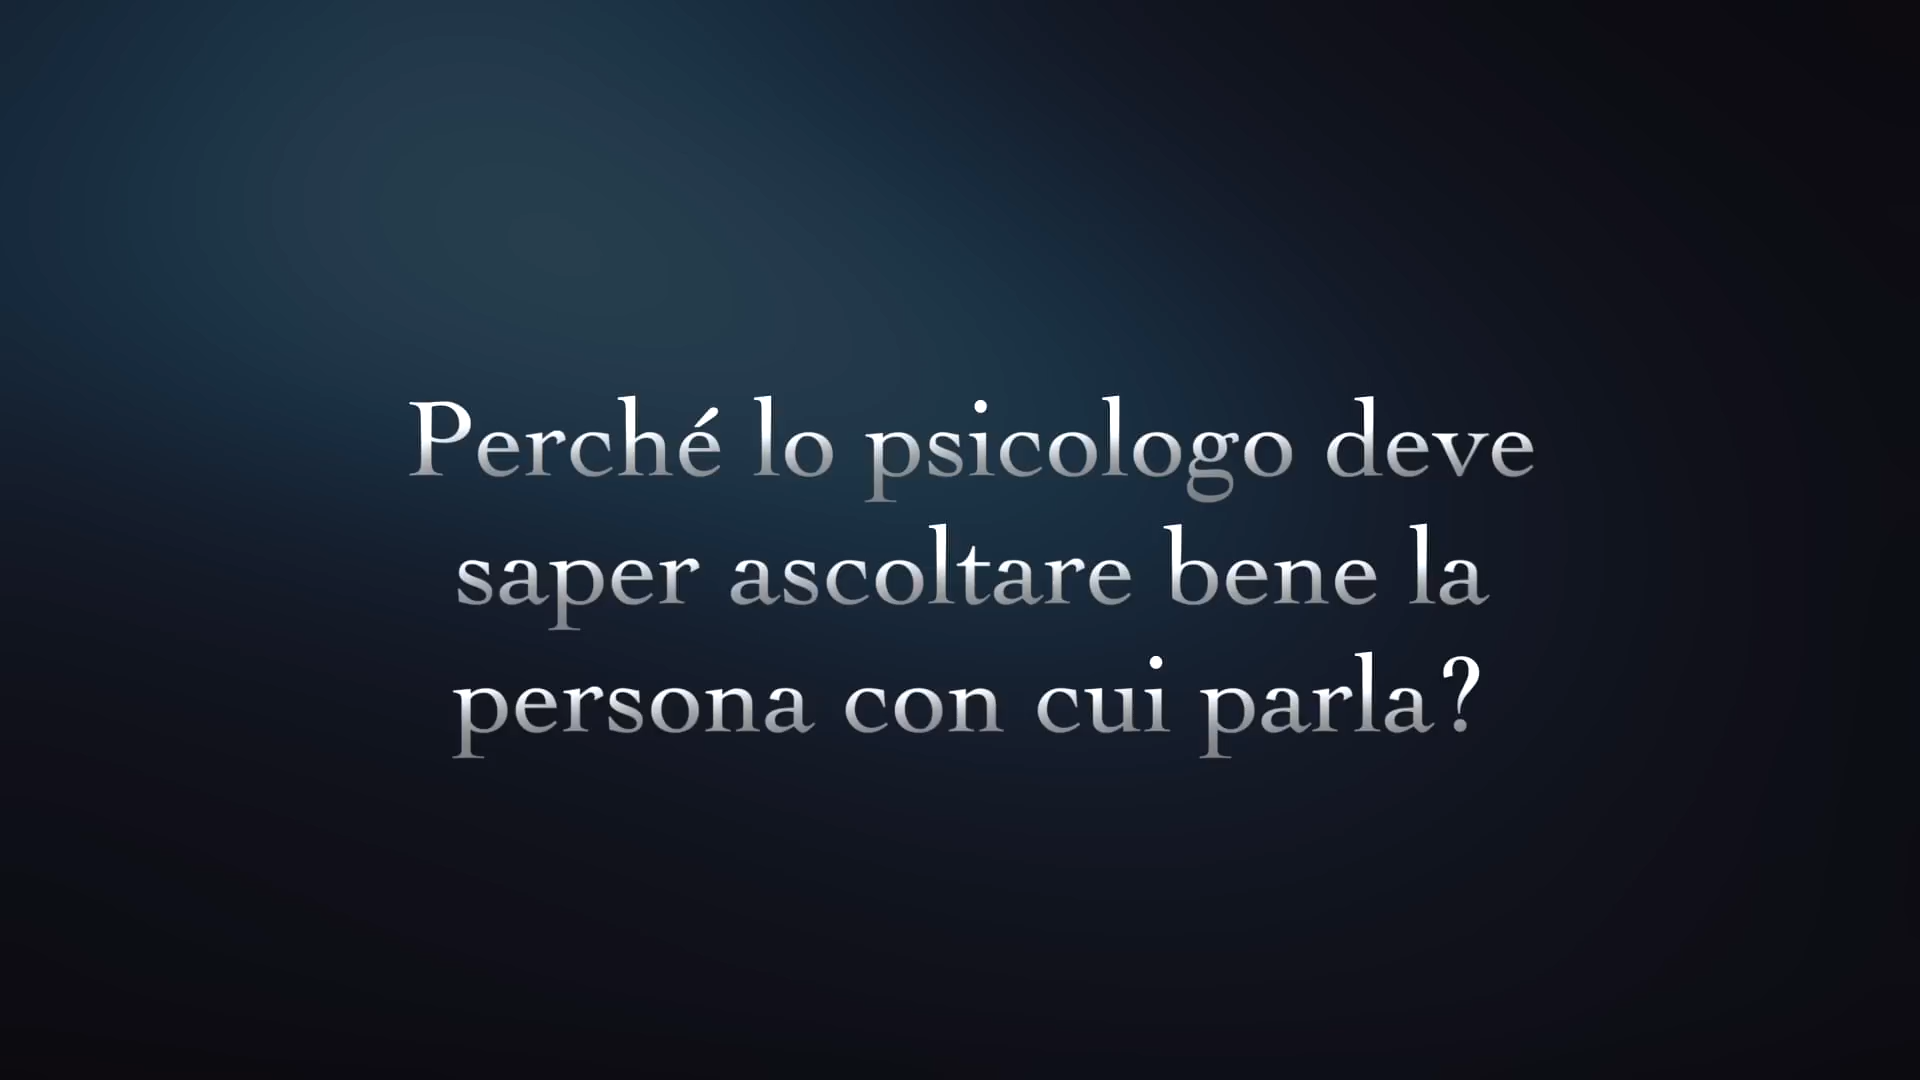 Perché lo psicologo deve
saper ascoltare bene la
persona con cui parla?